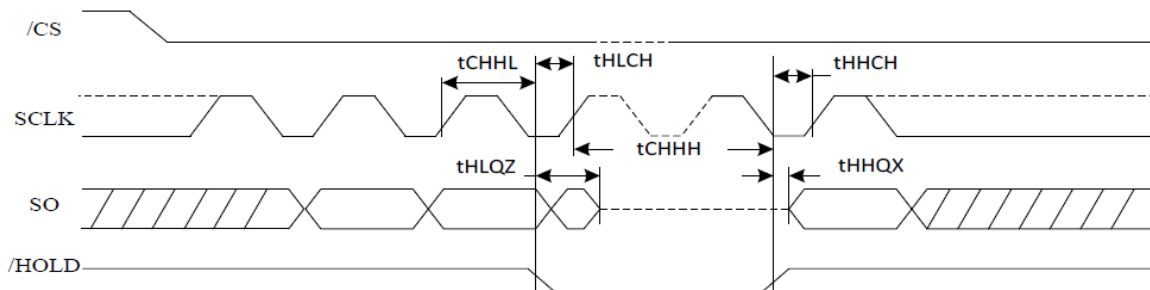 /CS
tCHHL
tHLCH
tHHCH
SCLK
tCHHH
tHLQZ
tHHQX
SO
/HOLD